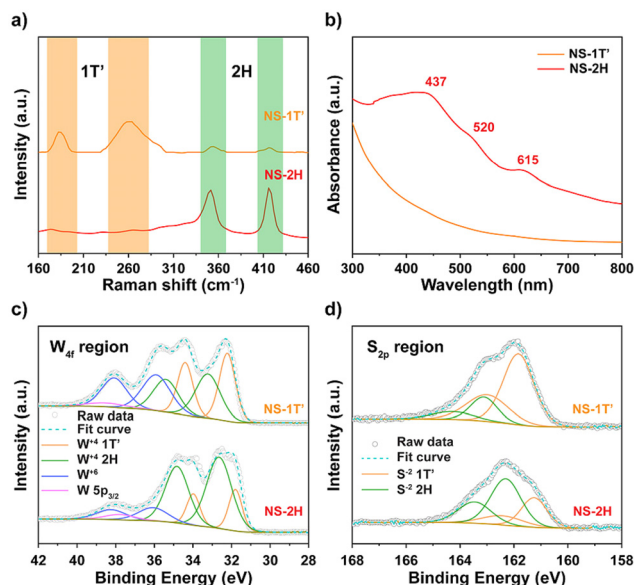 a)
1T’
2H
NS-1T’
NS-2H
Intensity (a.u.)
160 210 260 310 360 410 460
Raman shift (cm⁻¹)
b)
NS-1T’
NS-2H
437
520
615
Absorbance (a.u.)
300 400 500 600 700 800
Wavelength (nm)
c)
W4f region
NS-1T’
Raw data
Fit curve
W⁺⁴ 1T’
W⁺⁴ 2H
W⁺⁶
W 5p3/2
NS-2H
Intensity (a.u.)
42 40 38 36 34 32 30 28
Binding Energy (eV)
d)
S2p region
NS-1T’
Raw data
Fit curve
S⁻² 1T’
S⁻² 2H
NS-2H
Intensity (a.u.)
168 166 164 162 160 158
Binding Energy (eV)